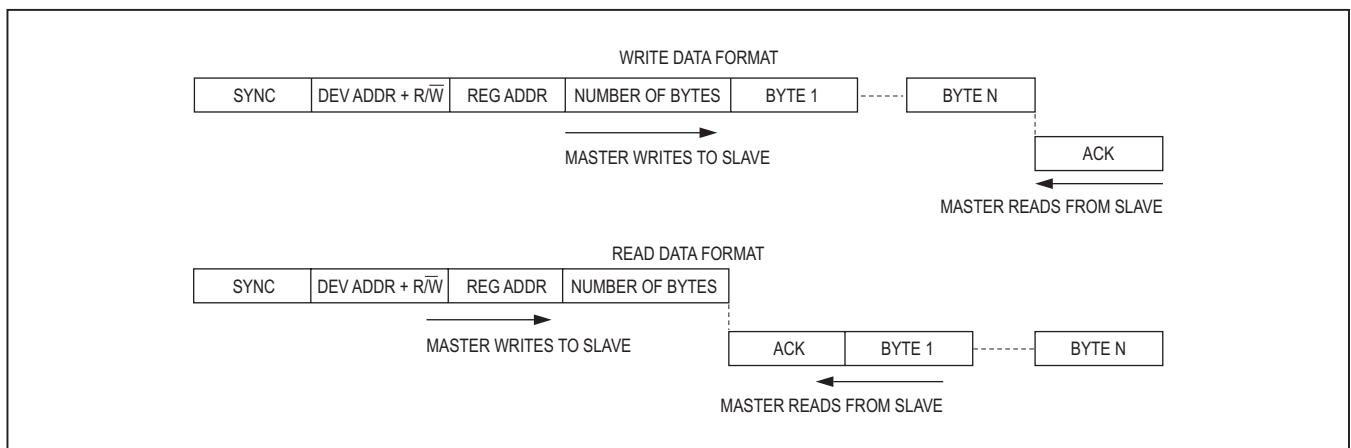 WRITE DATA FORMAT
SYNC DEV ADDR + R/W̅ REG ADDR NUMBER OF BYTES BYTE 1 BYTE N
MASTER WRITES TO SLAVE
ACK
MASTER READS FROM SLAVE
READ DATA FORMAT
SYNC DEV ADDR + R/W̅ REG ADDR NUMBER OF BYTES
MASTER WRITES TO SLAVE
ACK BYTE 1 BYTE N
MASTER READS FROM SLAVE